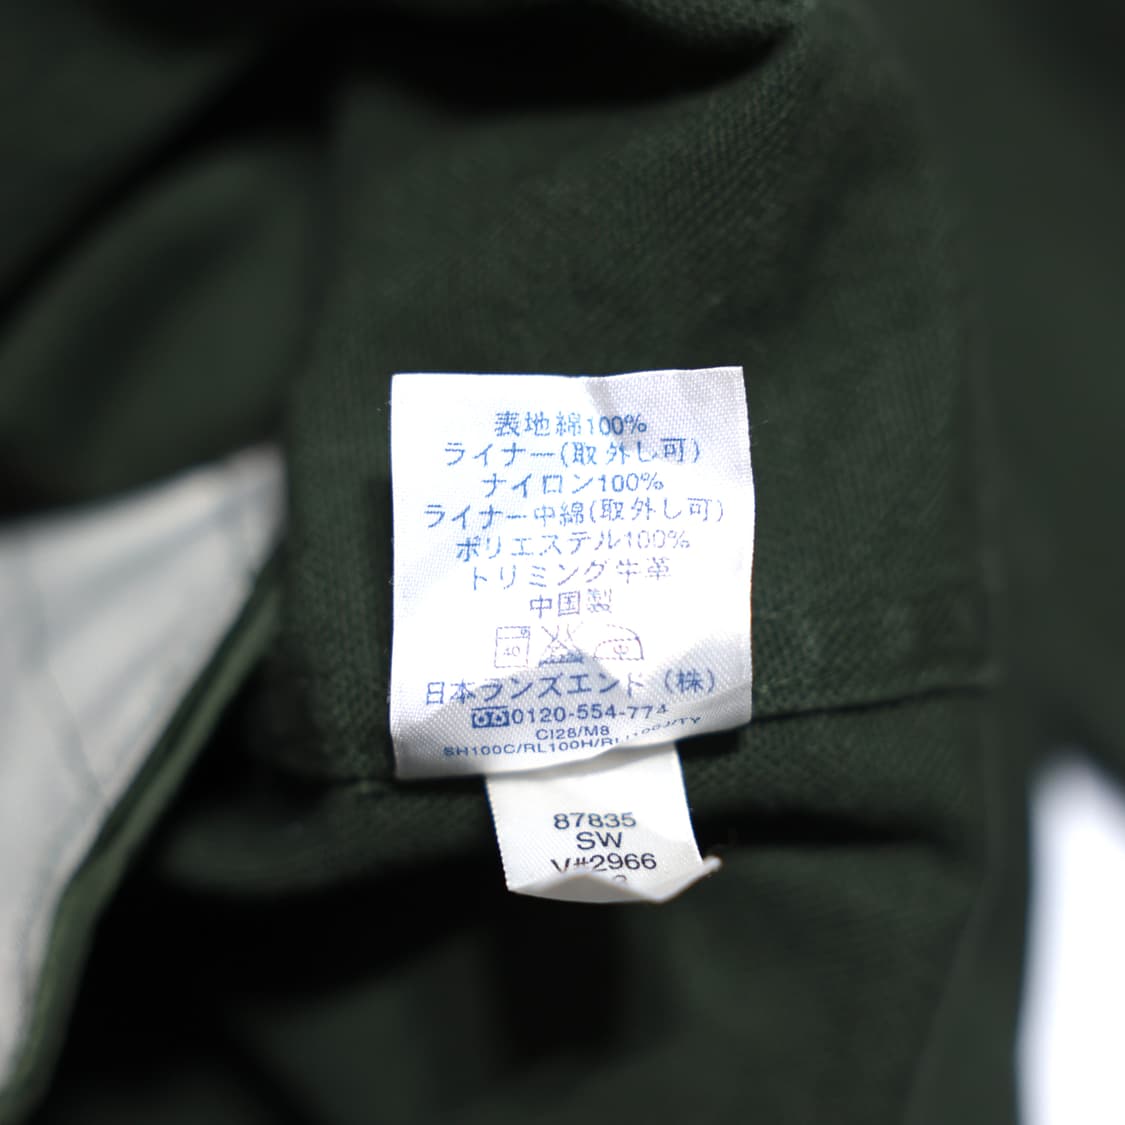 表地綿100%
ライナー(取外し可)
ナイロン100%
ライナー中綿(取外し可)
ポリエステル100%
トリミング牛革
中国製
40
日本ランズエンド（株）
0120-554-774
CI28/M8
87835
SW
V#2966